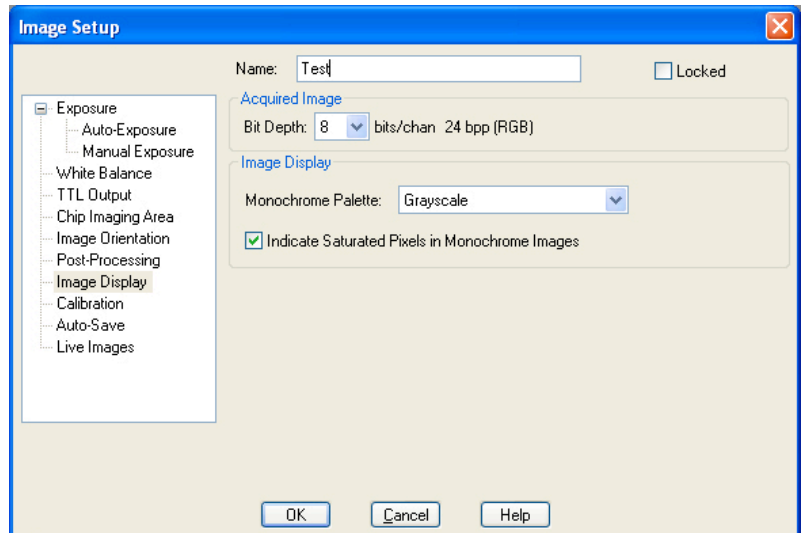 Image Setup
Name: Test
Locked
Exposure
Auto-Exposure
Manual Exposure
White Balance
TTL Output
Chip Imaging Area
Image Orientation
Post-Processing
Image Display
Calibration
Auto-Save
Live Images
Acquired Image
Bit Depth: 8 bits/chan 24 bpp (RGB)
Image Display
Monochrome Palette: Grayscale
Indicate Saturated Pixels in Monochrome Images
OK Cancel Help